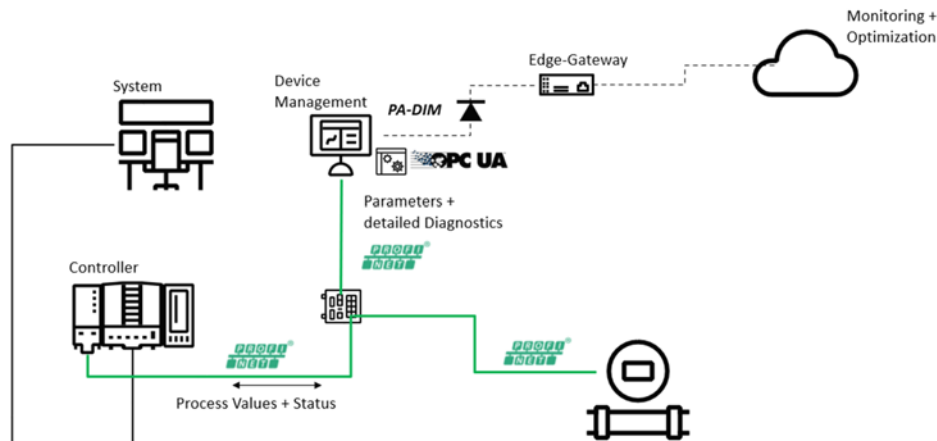 Monitoring +
Optimization
Edge-Gateway
System
Device
Management
PA-DIM
OPC UA
Parameters +
detailed Diagnostics
PROFI
NET
Controller
PROFI
NET
Process Values + Status
PROFI
NET